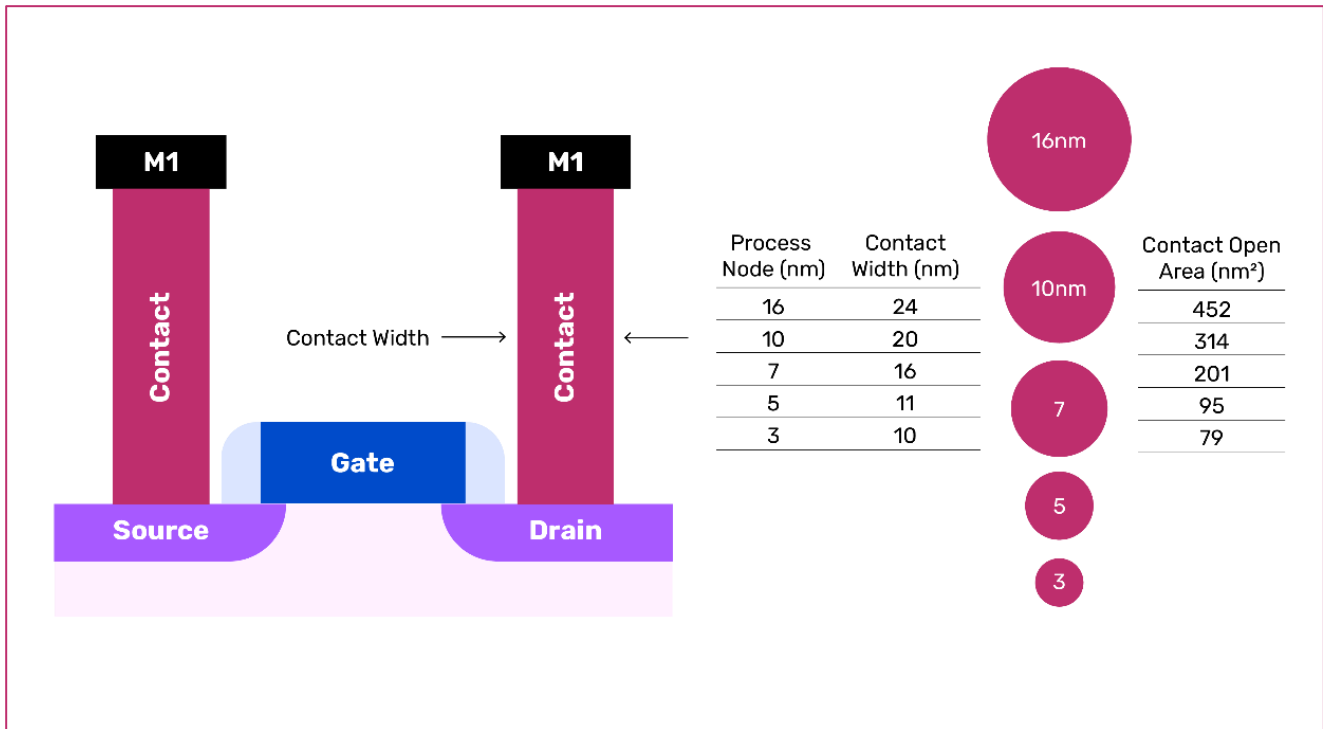 M1
M1
Contact
Contact
Contact Width
Gate
Source
Drain
Process
Node (nm)
Contact
Width (nm)
16 24
10 20
7 16
5 11
3 10
16nm
10nm
7
5
3
Contact Open
Area (nm²)
452
314
201
95
79